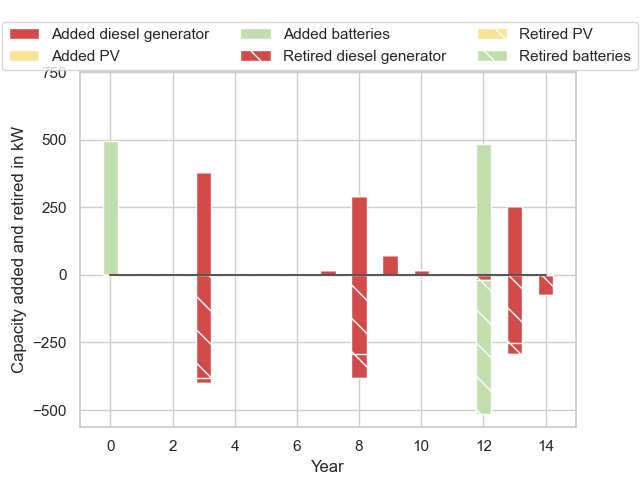 Added diesel generator Added batteries Retired PV
Added PV Retired diesel generator Retired batteries
750
500
250
0
−250
−500
Capacity added and retired in kW
0 2 4 6 8 10 12 14
Year